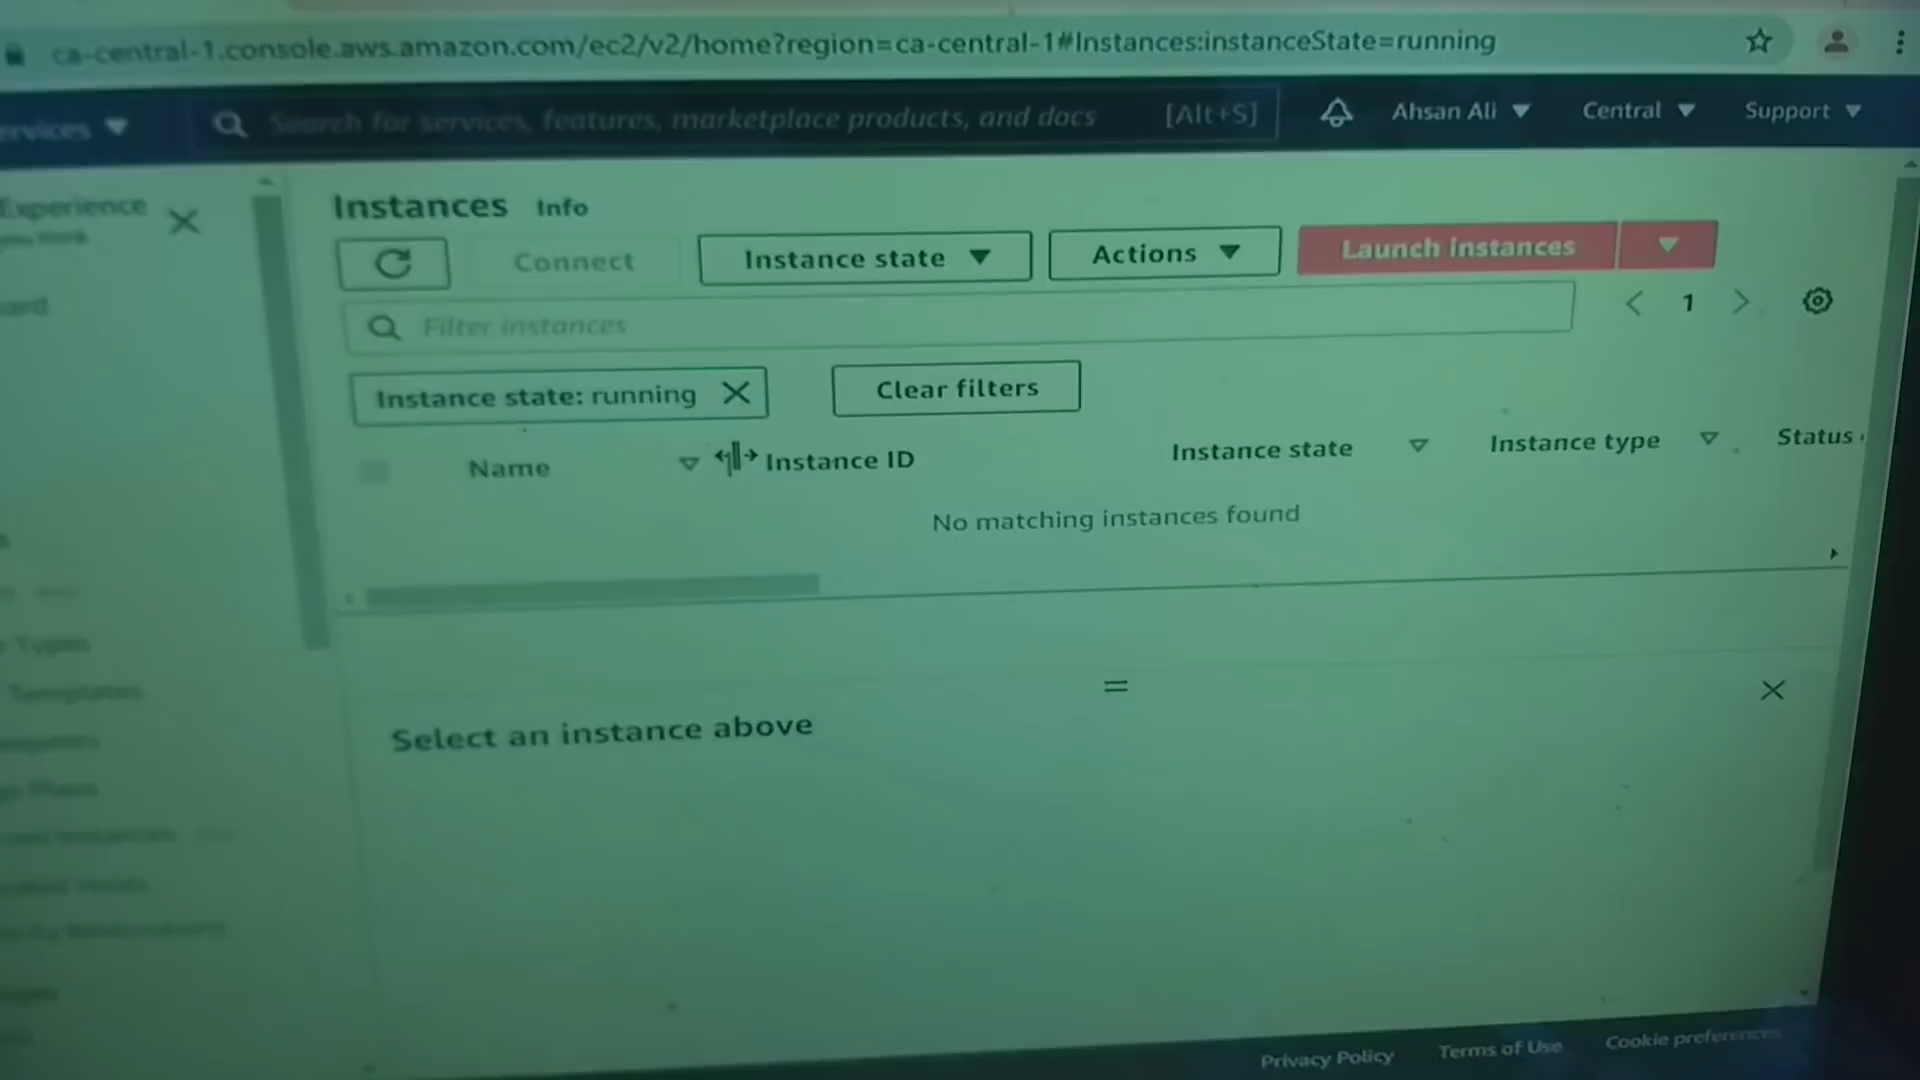 ca-central-1.console.aws.amazon.com/ec2/v2/home?region=ca-central-1#Instances:instanceState=running
Search for services, features, marketplace products, and docs [Alt+S] Ahsan Ali Central Support
Experience
Instances Info
Connect Instance state Actions Launch instances
Filter instances 1
Instance state: running Clear filters
Name Instance ID Instance state Instance type Status
No matching instances found
Types
Templates
Select an instance above
Privacy Policy Terms of Use Cookie preferences